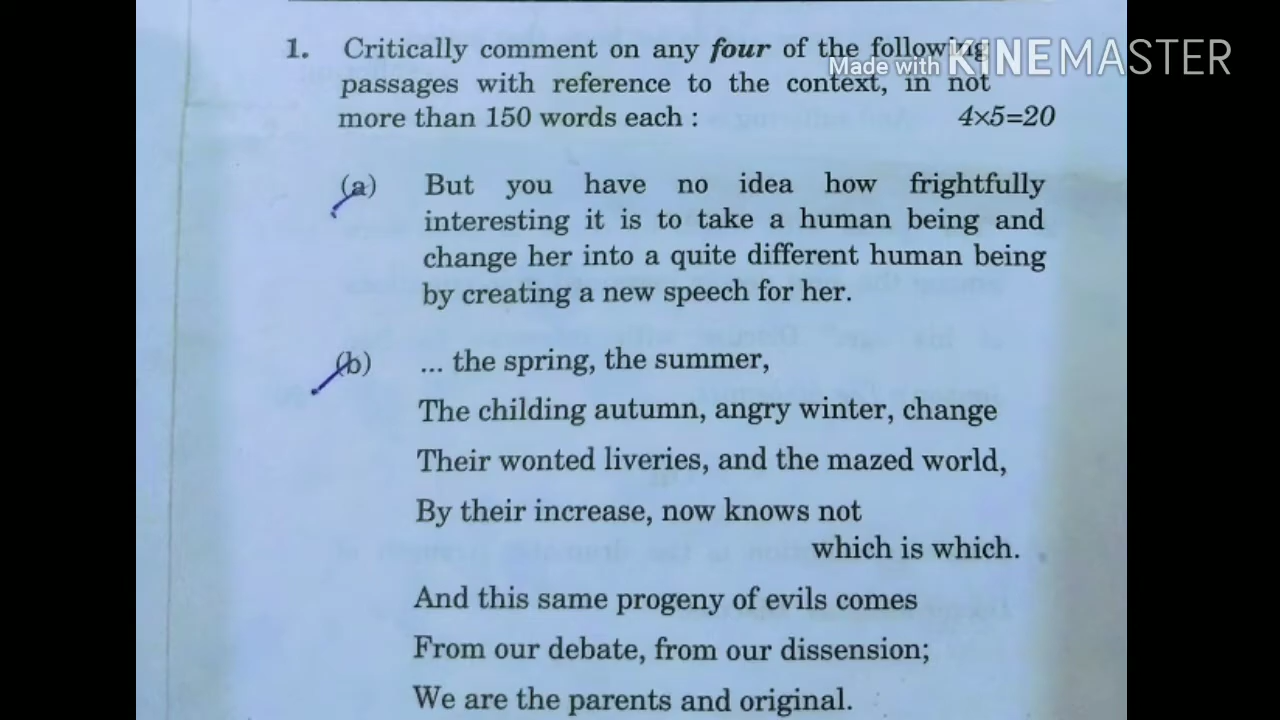 1. Critically comment on any four of the following
Made with KINEMASTER
passages with reference to the context, in not
more than 150 words each : 4×5=20
(a) But you have no idea how frightfully
interesting it is to take a human being and
change her into a quite different human being
by creating a new speech for her.
(b) ... the spring, the summer,
The childing autumn, angry winter, change
Their wonted liveries, and the mazed world,
By their increase, now knows not
which is which.
And this same progeny of evils comes
From our debate, from our dissension;
We are the parents and original.